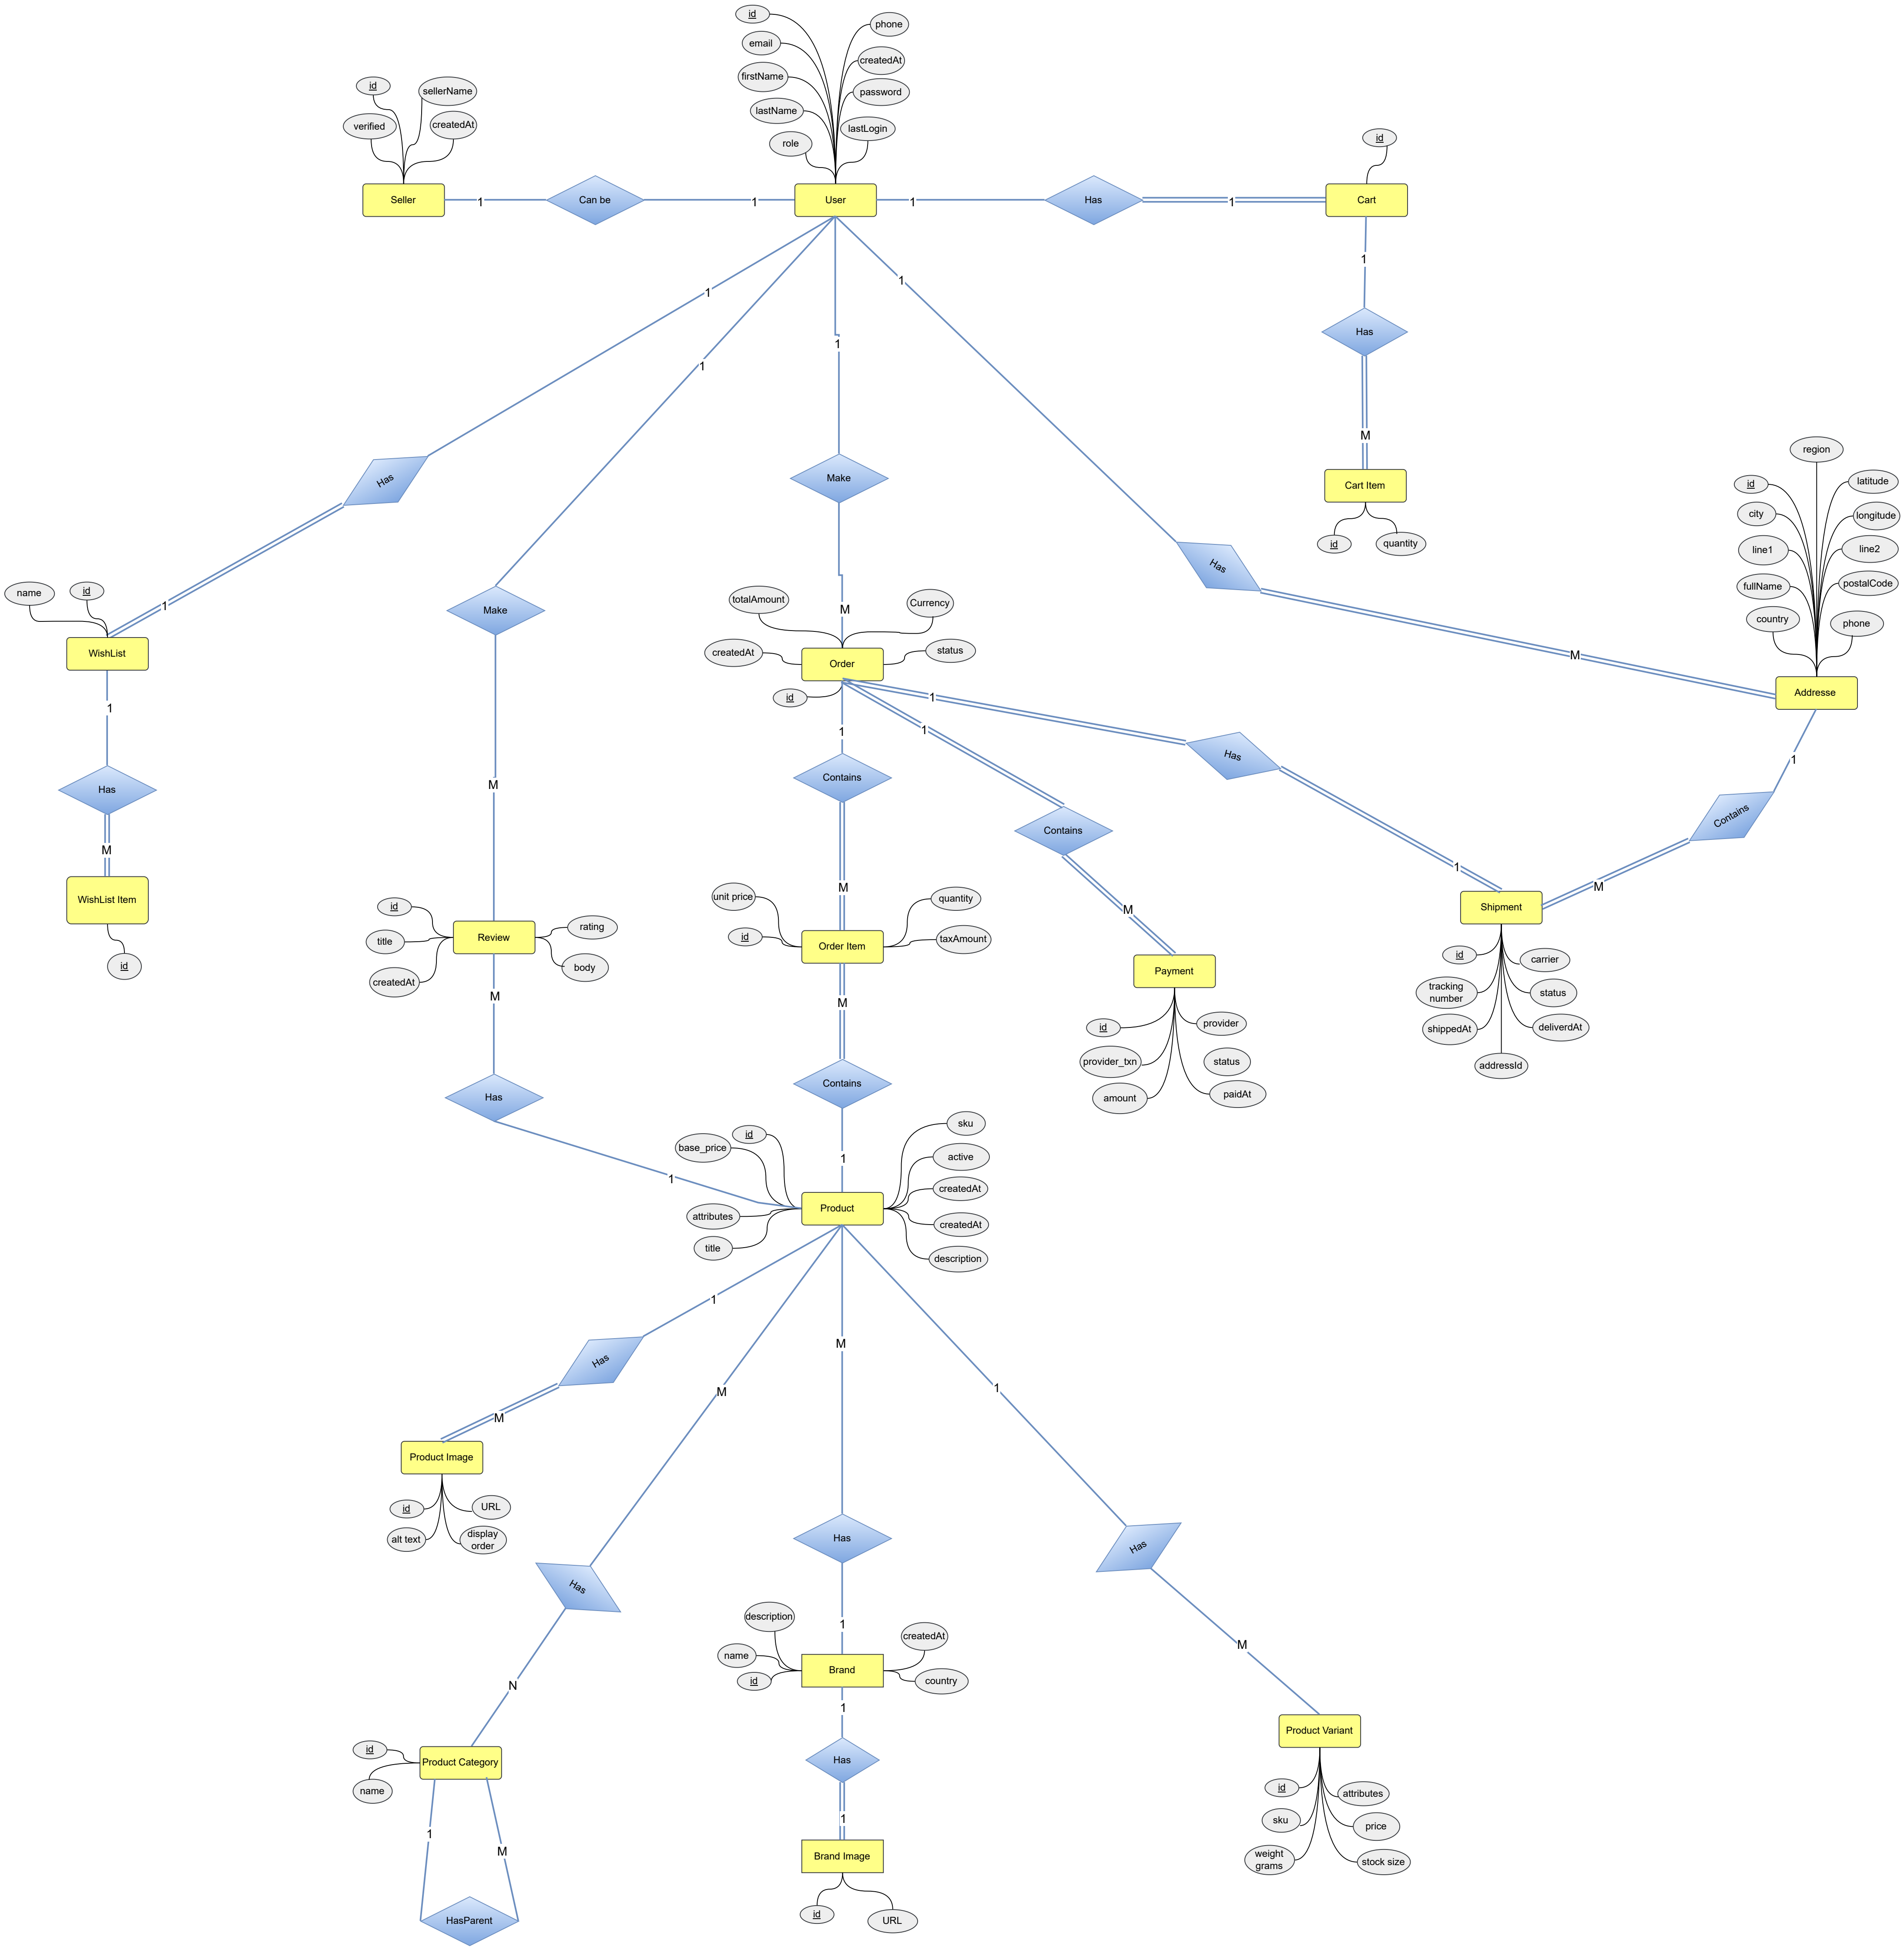 id
phone
email
createdAt
firstName
password
lastName
lastLogin
role
id
sellerName
verified
createdAt
id
Seller
1
Can be
1
User
1
Has
1
Cart
1
1
1
1
1
Has
M
Cart Item
id
quantity
Has
Make
Make
Has
region
id
latitude
city
longitude
line1
line2
fullName
postalCode
country
phone
name
id
1
WishList
totalAmount
Currency
M
createdAt
Order
status
id
M
Addresse
1
Has
M
WishList Item
id
M
1
1
1
Contains
Contains
Has
1
Contains
1
M
Shipment
id
carrier
tracking
number
status
shippedAt
deliverdAt
addressId
id
title
createdAt
Review
rating
body
M
unit price
quantity
id
Order Item
taxAmount
M
M
Payment
id
provider
provider_txn
status
amount
paidAt
M
Has
1
Contains
1
id
sku
base_price
active
createdAt
attributes
Product
createdAt
title
description
1
M
M
1
Has
M
Product Image
id
URL
alt text
display
order
Has
N
Has
1
Has
M
description
createdAt
name
Brand
id
country
Product Variant
id
attributes
sku
price
weight
grams
stock size
id
Product Category
name
1
M
HasParent
1
Has
1
Brand Image
id
URL